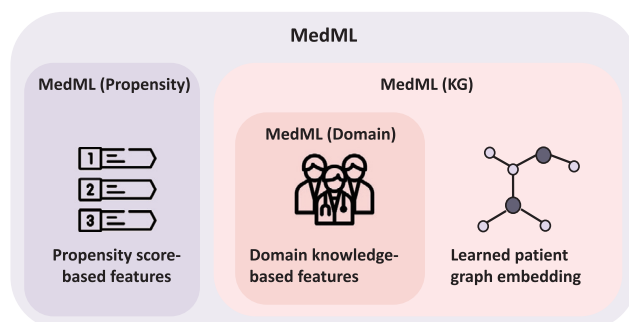 MedML
MedML (Propensity)
1
2
3
Propensity score-
based features
MedML (KG)
MedML (Domain)
Domain knowledge-
based features
Learned patient
graph embedding